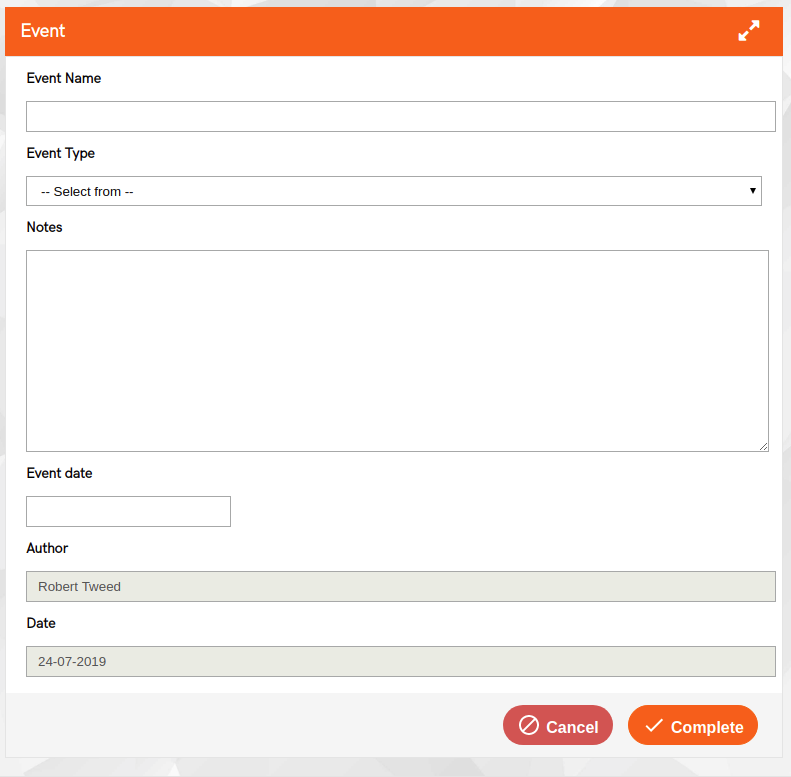 Event
Event Name
Event Type
-- Select from --
Notes
Event date
Author
Robert Tweed
Date
24-07-2019
Cancel
Complete